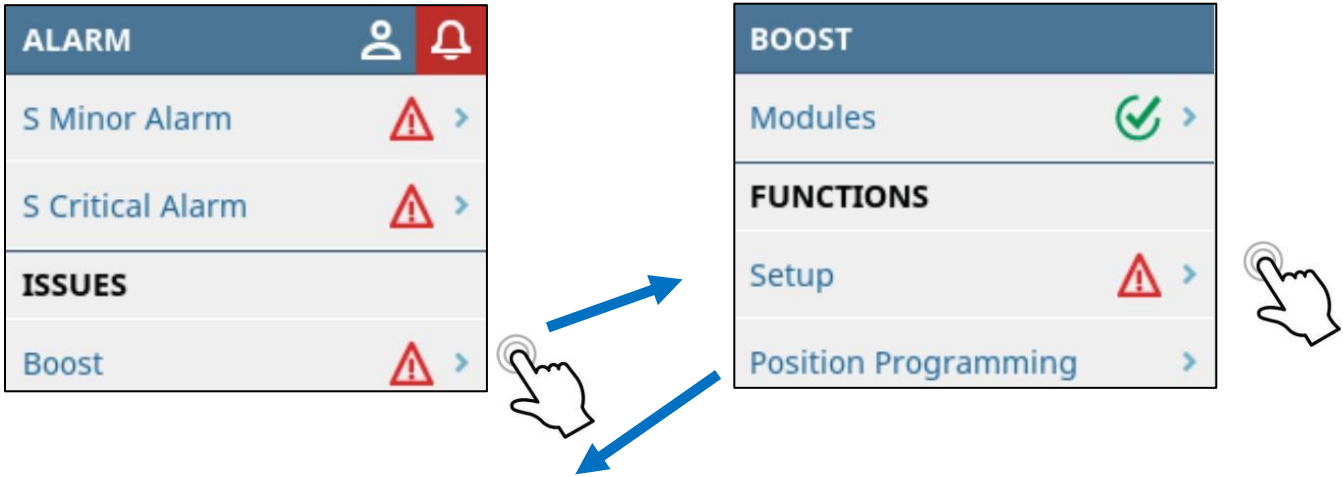 ALARM
S Minor Alarm
S Critical Alarm
ISSUES
Boost
BOOST
Modules
FUNCTIONS
Setup
Position Programming